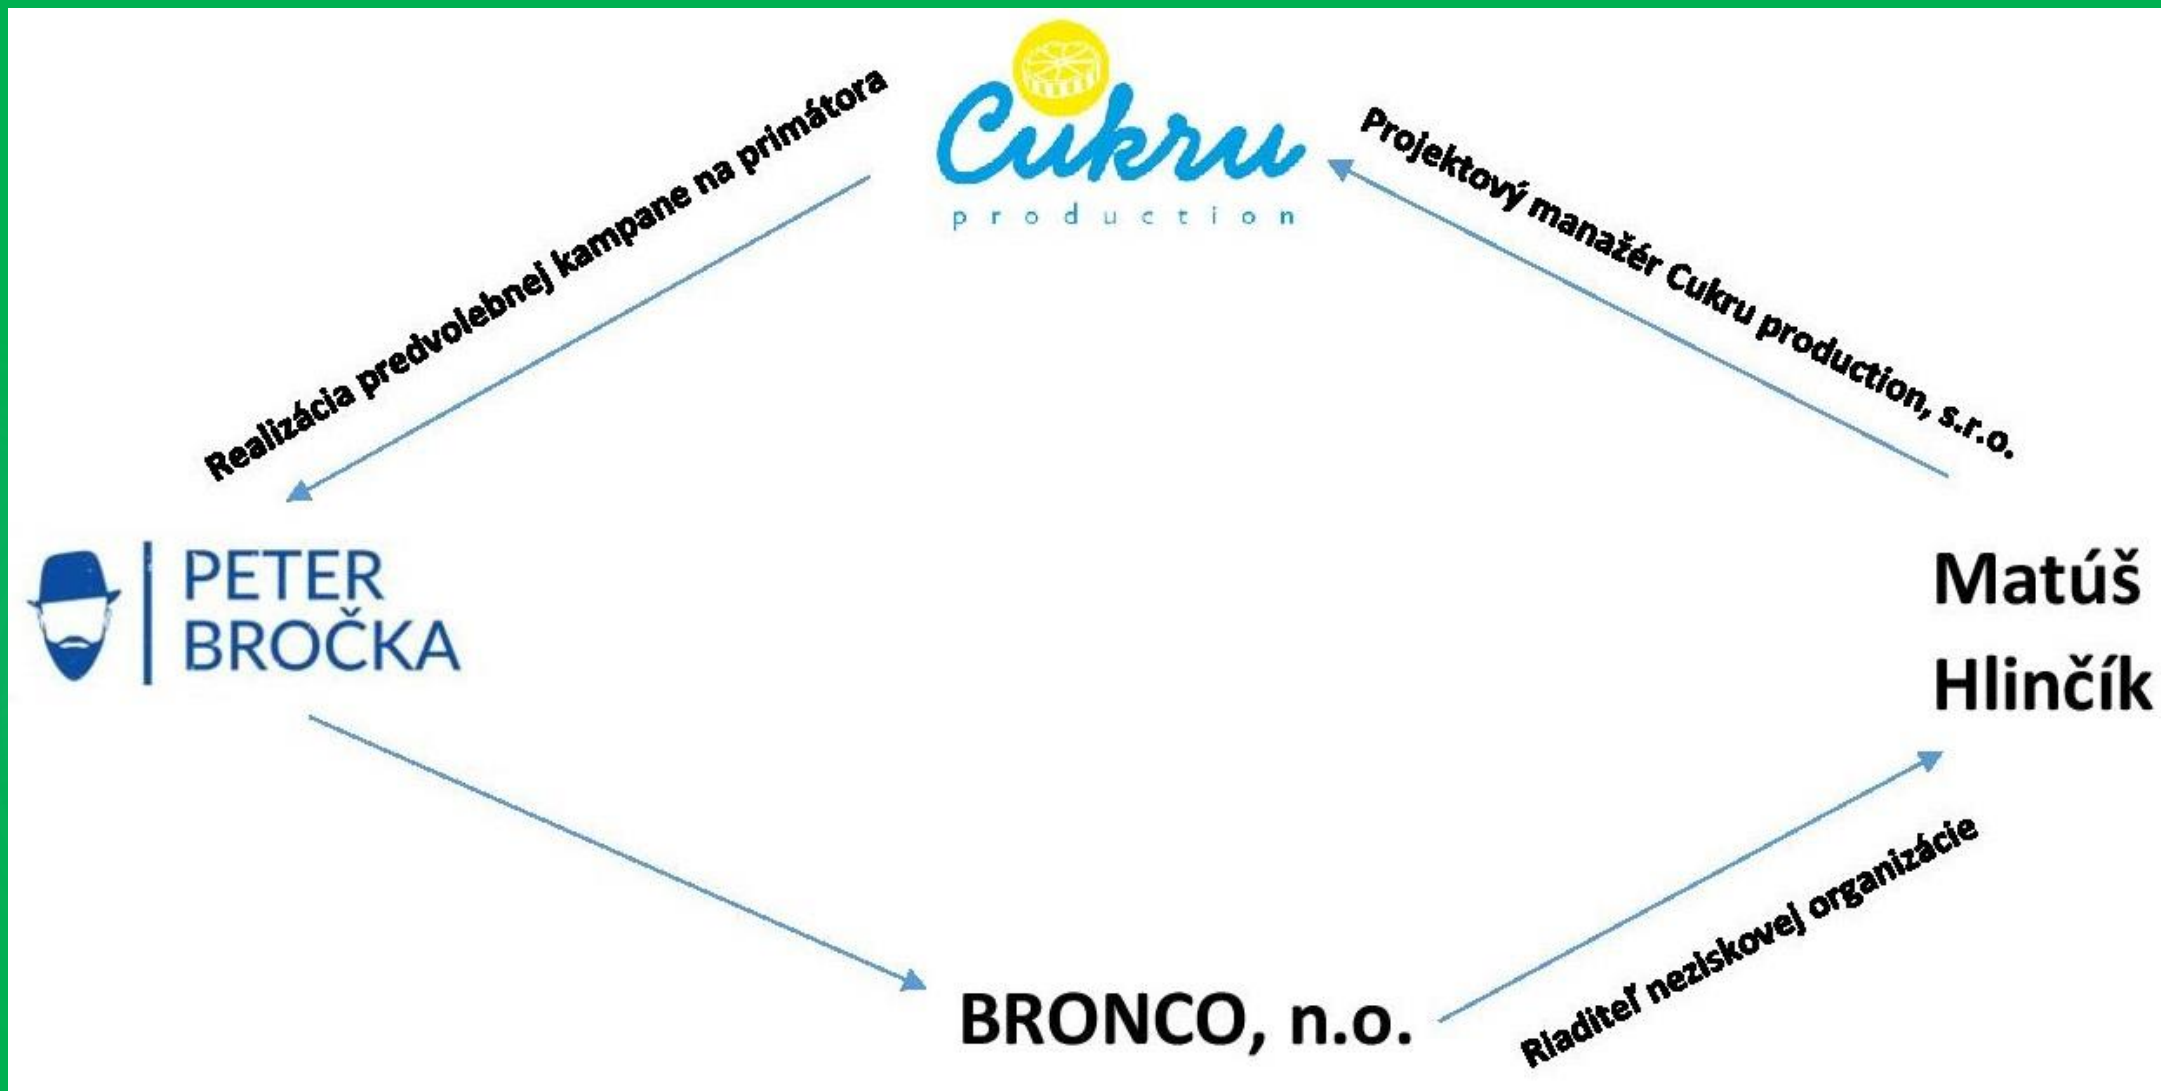 Cukru
production
Realizácia predvolebnej kampane na primátora
Projektový manažér Cukru production, s.r.o.
PETER
BROČKA
Matúš
Hlinčík
BRONCO, n.o.
Riaditeľ neziskovej organizácie